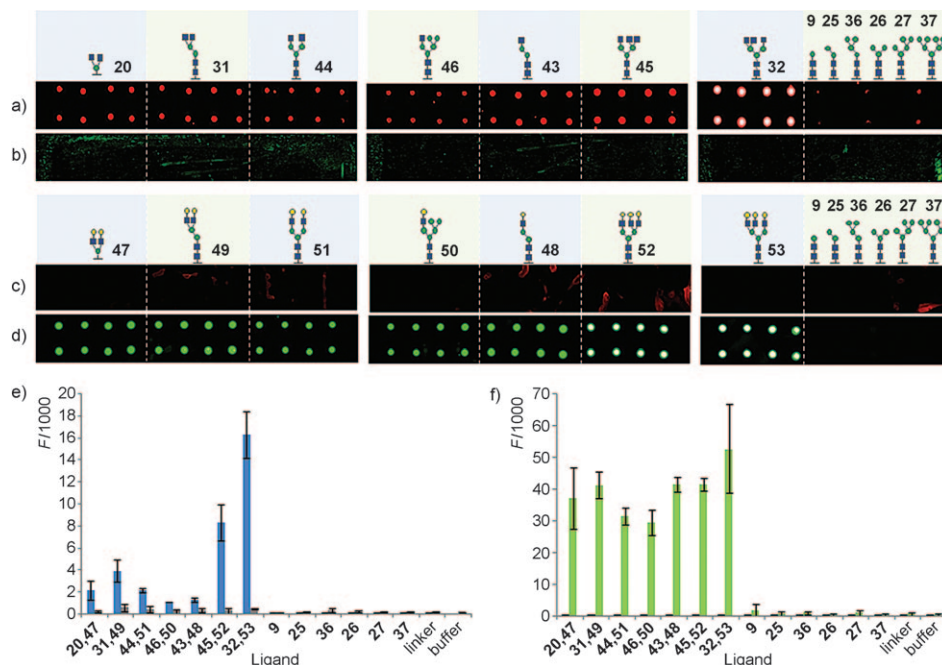 20 31 44 46 43 45 32 9 25 36 26 27 37
a)
b)
47 49 51 50 48 52 53 9 25 36 26 27 37
c)
d)
e)
F/1000
20
18
16
14
12
10
8
6
4
2
0
20,47 31,49 44,51 46,50 43,48 45,52 32,53 9 25 36 26 27 37 linker buffer
Ligand
f)
F/1000
70
60
50
40
30
20
10
0
20,47 31,49 44,51 46,50 43,48 45,52 32,53 9 25 36 26 27 37 linker buffer
Ligand